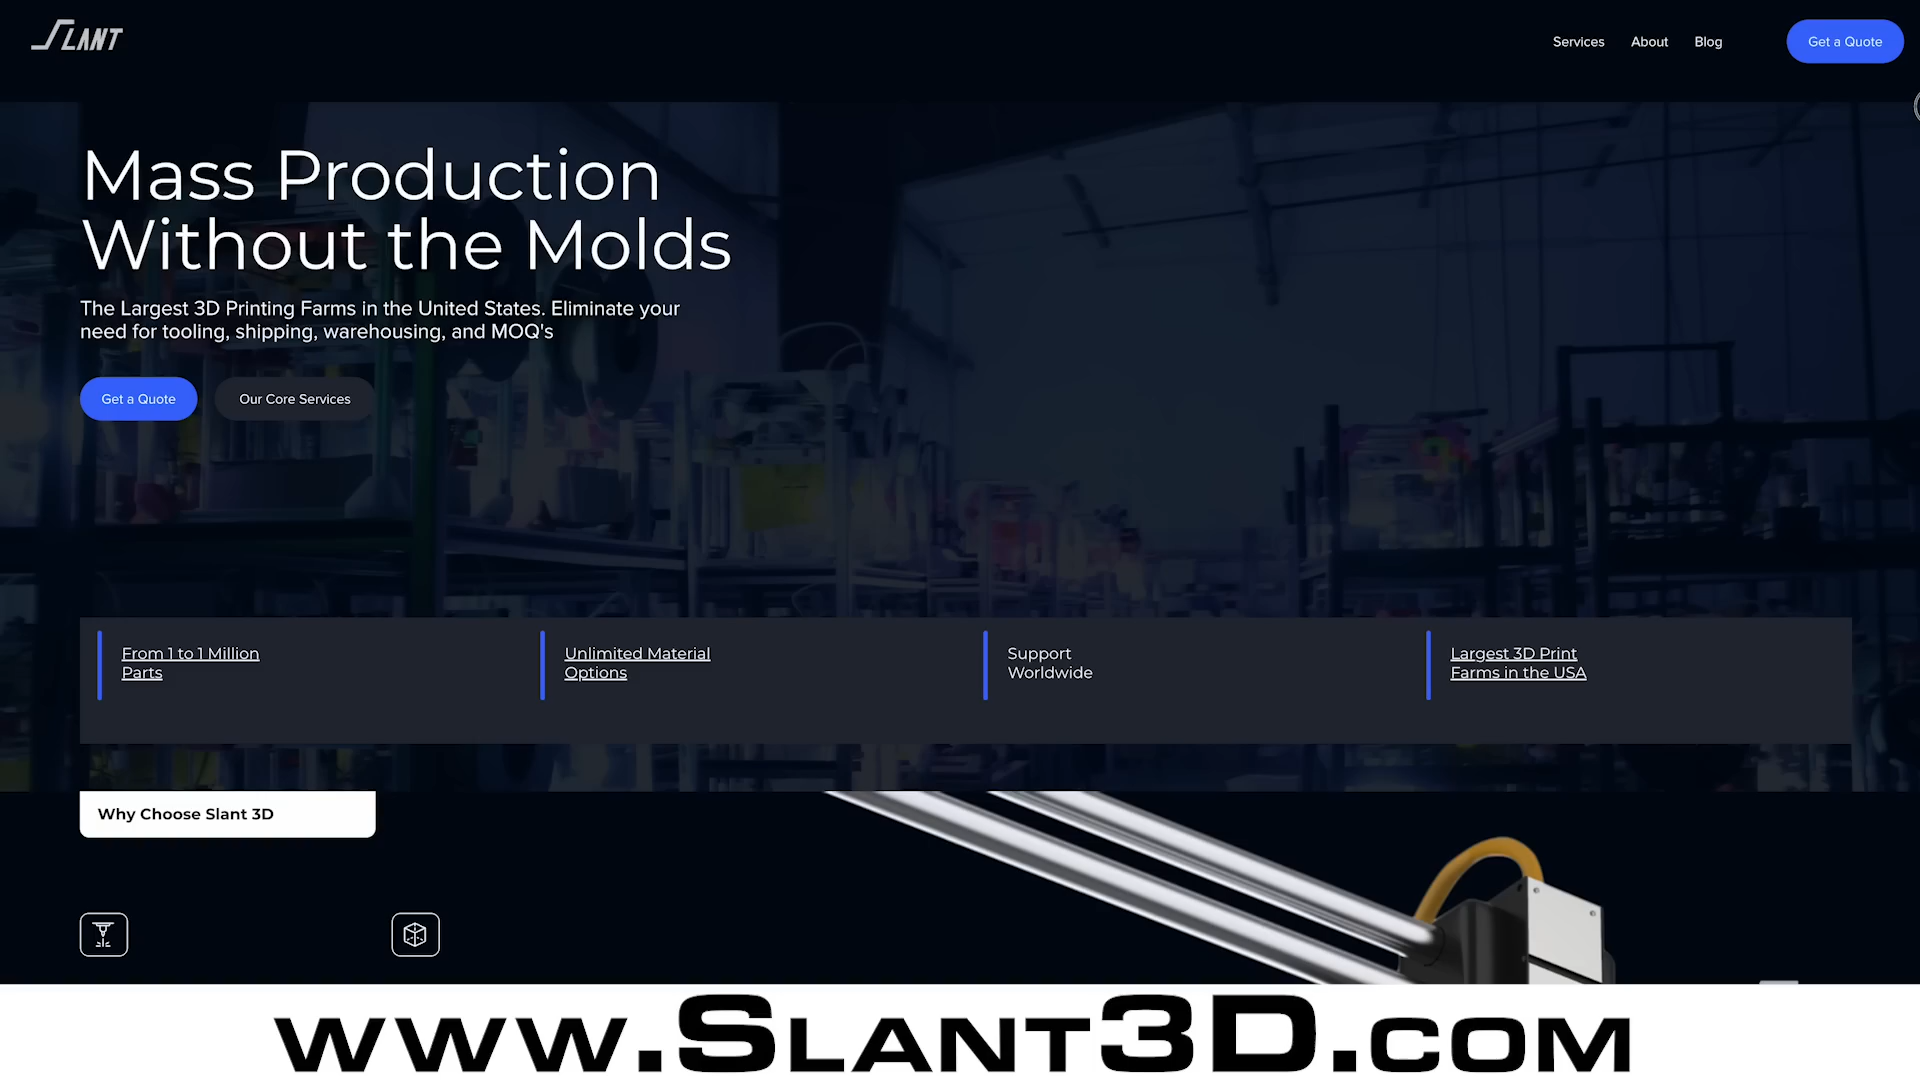 SLANT
Services
About
Blog
Get a Quote
Mass Production
Without the Molds
The Largest 3D Printing Farms in the United States. Eliminate your
need for tooling, shipping, warehousing, and MOQ's
Get a Quote
Our Core Services
From 1 to 1 Million
Parts
Unlimited Material
Options
Support
Worldwide
Largest 3D Print
Farms in the USA
Why Choose Slant 3D
www.Slant3D.com